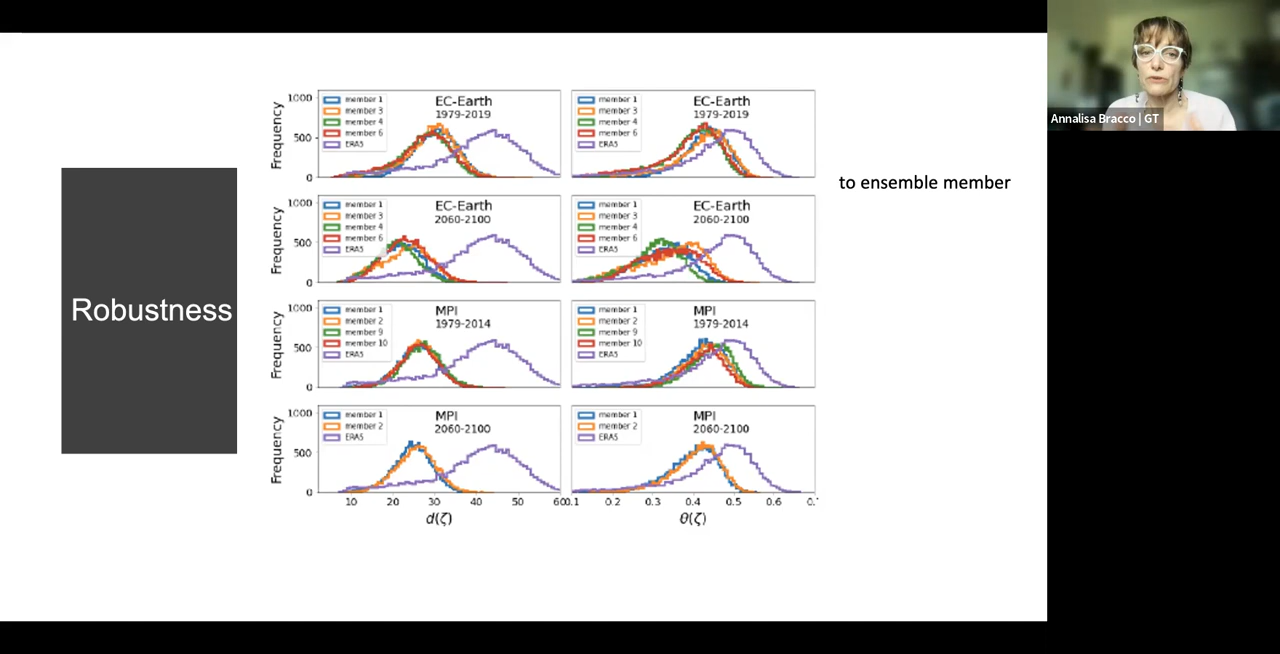 Robustness
to ensemble member
Annalisa Bracco | GT
Frequency
1000
500
0
member 1
member 3
member 4
member 6
ERA5
EC-Earth
1979-2019
member 1
member 3
member 4
member 6
ERA5
EC-Earth
1979-2019
Frequency
1000
500
0
member 1
member 3
member 4
member 6
ERA5
EC-Earth
2060-2100
member 1
member 3
member 4
member 6
ERA5
EC-Earth
2060-2100
Frequency
1000
500
0
member 1
member 2
member 9
member 10
ERA5
MPI
1979-2014
member 1
member 2
member 9
member 10
ERA5
MPI
1979-2014
Frequency
1000
500
0
member 1
member 2
ERA5
MPI
2060-2100
member 1
member 2
ERA5
MPI
2060-2100
10 20 30 40 50 60
0.1 0.2 0.3 0.4 0.5 0.6
d(ζ)
θ(ζ)